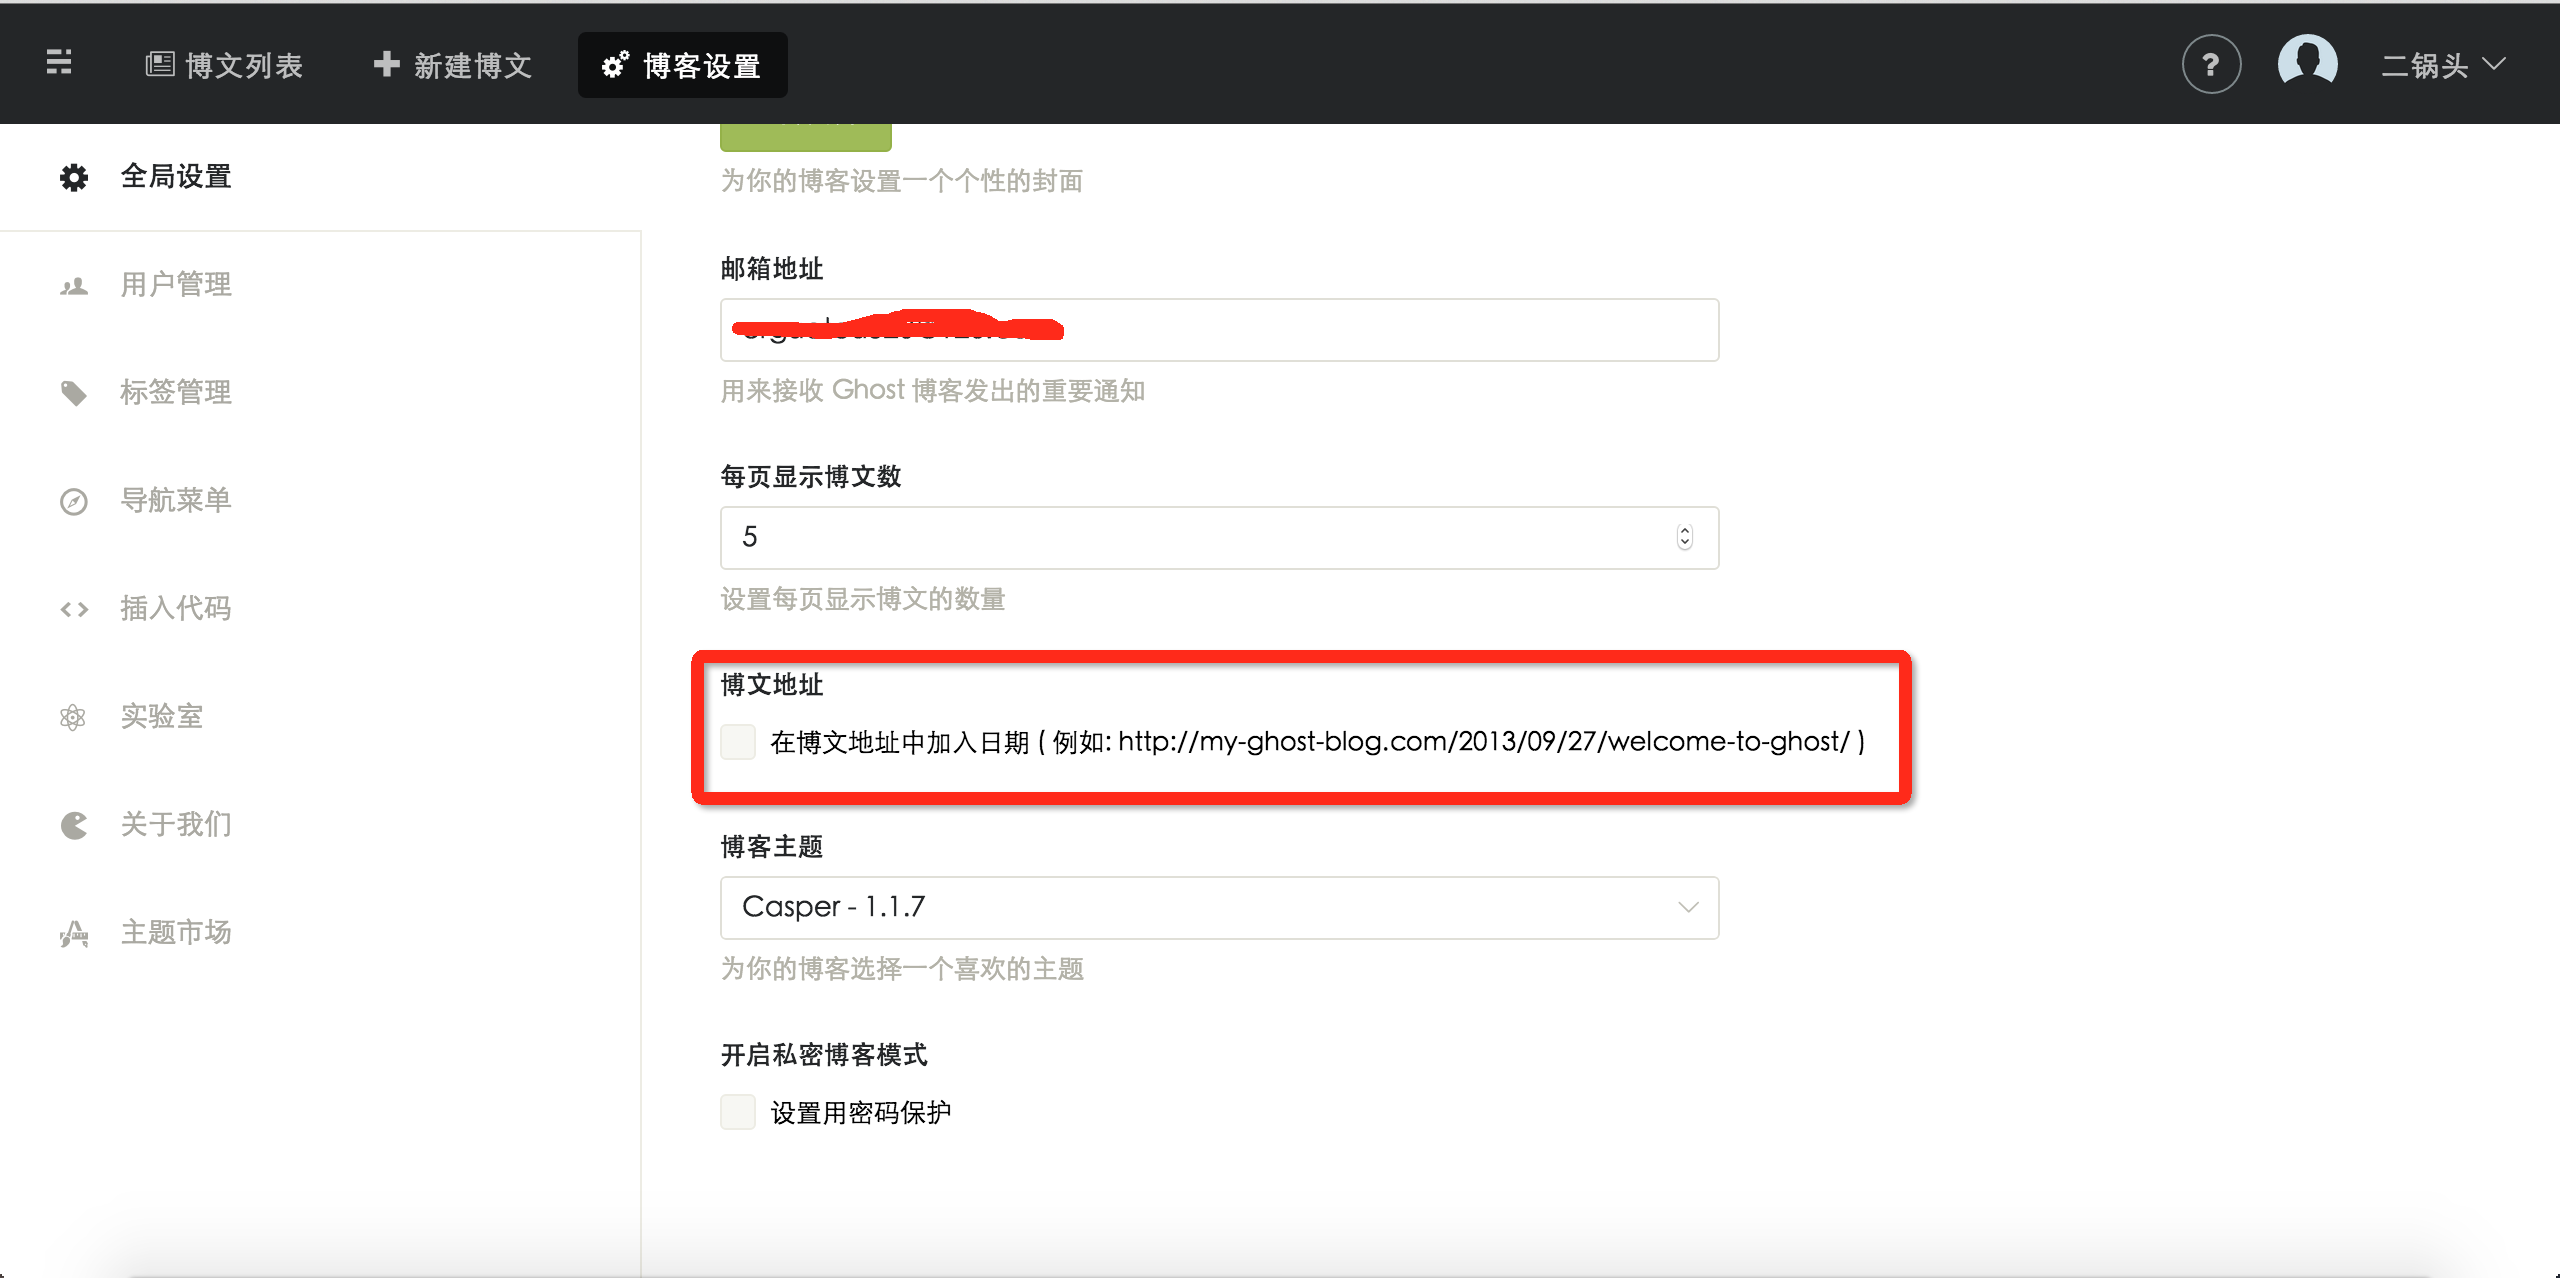 博文列表
新建博文
博客设置
?
二锅头
全局设置
用户管理
标签管理
导航菜单
插入代码
实验室
关于我们
主题市场
为你的博客设置一个个性的封面
邮箱地址
用来接收 Ghost 博客发出的重要通知
每页显示博文数
5
设置每页显示博文的数量
博文地址
在博文地址中加入日期 ( 例如: http://my-ghost-blog.com/2013/09/27/welcome-to-ghost/ )
博客主题
Casper - 1.1.7
为你的博客选择一个喜欢的主题
开启私密博客模式
设置用密码保护